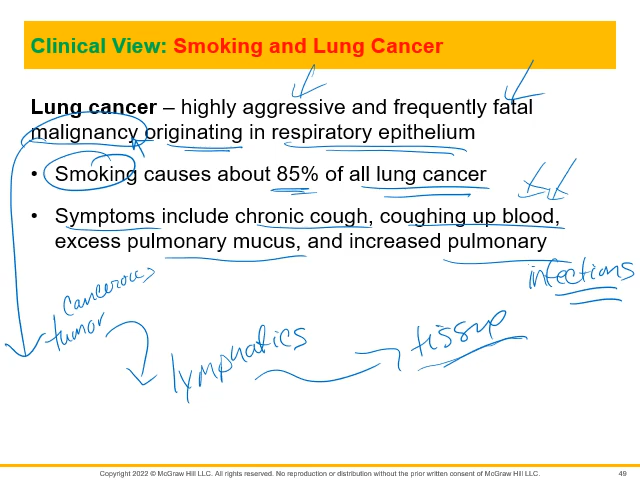 Clinical View: Smoking and Lung Cancer
Lung cancer – highly aggressive and frequently fatal
malignancy originating in respiratory epithelium
• Smoking causes about 85% of all lung cancer
• Symptoms include chronic cough, coughing up blood,
excess pulmonary mucus, and increased pulmonary
infections
cancerous
tumor
lymphatics
tissue
Copyright 2022 © McGraw Hill LLC. All rights reserved. No reproduction or distribution without the prior written consent of McGraw Hill LLC.
49